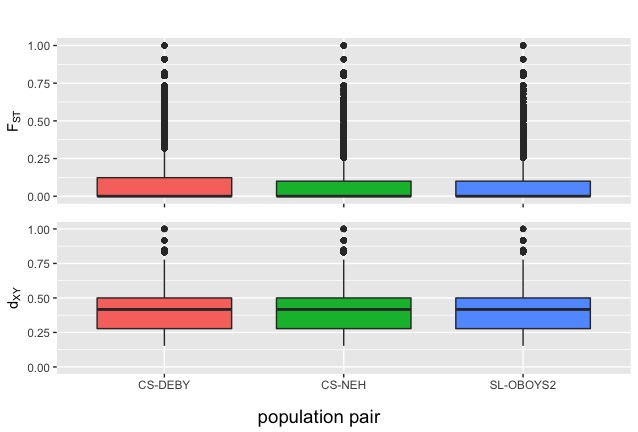 1.00
0.75
0.50
0.25
0.00
FST
1.00
0.75
0.50
0.25
0.00
dXY
CS-DEBY CS-NEH SL-OBOYS2
population pair